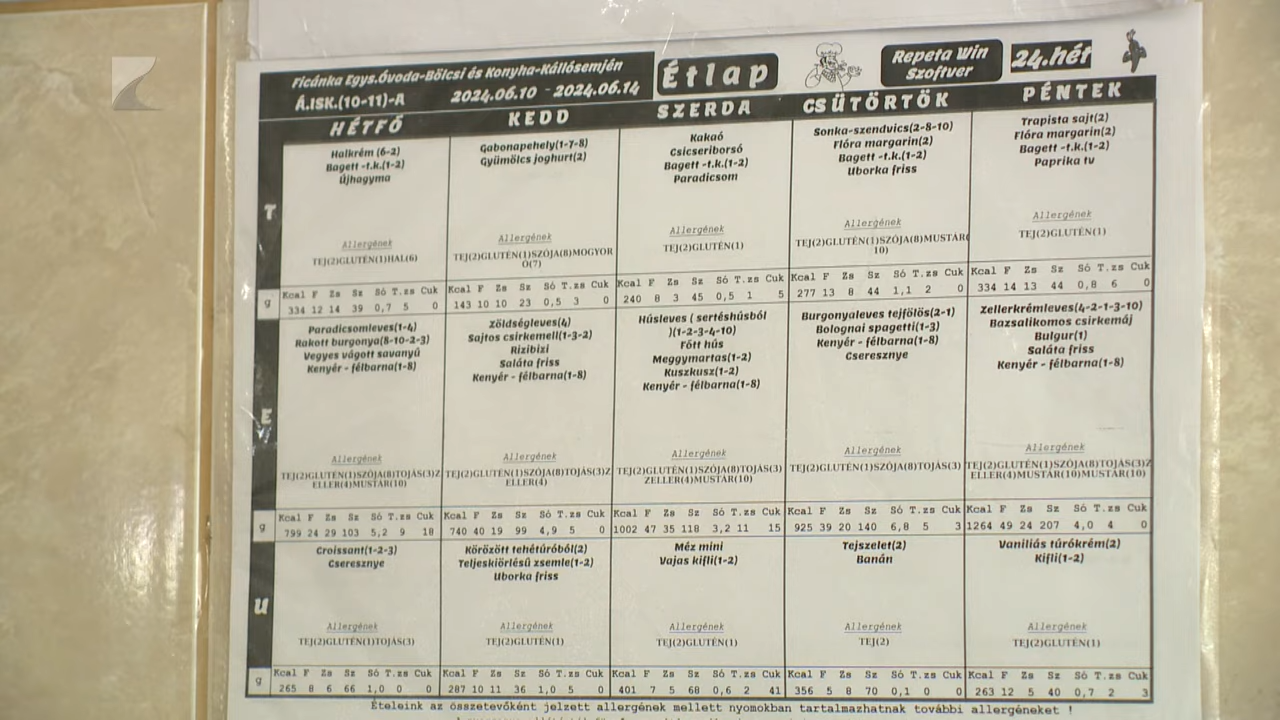 Ficánka Egys.Óvoda-Bölcsi és Konyha-Kállósemjén
Á.ISK.(10-11)-A
2024.06.10 - 2024.06.14
Étlap
Repeta Win
Szoftver
24.hét
HÉTFŐ KEDD SZERDA CSÜTÖRTÖK PÉNTEK
T
Halkrém (6-2)
Bagett -t.k.(1-2)
Újhagyma
Allergének
TEJ(2)GLUTÉN(1)HAL(6)
Gabonapehely(1-7-8)
Gyümölcs joghurt(2)
Allergének
TEJ(2)GLUTÉN(1)SZÓJA(8)MOGYOR
Ó(7)
Kakaó
Csicseriborsó
Bagett -t.k.(1-2)
Paradicsom
Allergének
TEJ(2)GLUTÉN(1)
Sonka-szendvics(2-8-10)
Flóra margarin(2)
Bagett -t.k.(1-2)
Uborka friss
Allergének
TEJ(2)GLUTÉN(1)SZÓJA(8)MUSTÁR(
10)
Trapista sajt(2)
Flóra margarin(2)
Bagett -t.k.(1-2)
Paprika tv
Allergének
TEJ(2)GLUTÉN(1)
g
Kcal F Zs Sz Só T.zs Cuk
334 12 14 39 0,7 5 0
Kcal F Zs Sz Só T.zs Cuk
143 10 10 23 0,5 3 0
Kcal F Zs Sz Só T.zs Cuk
240 8 3 45 0,5 1 5
Kcal F Zs Sz Só T.zs Cuk
277 13 8 44 1,1 2 0
Kcal F Zs Sz Só T.zs Cuk
334 14 13 44 0,8 6 0
E
Paradicsomleves(1-4)
Rakott burgonya(8-10-2-3)
Vegyes vágott savanyú
Kenyér - félbarna(1-8)
Allergének
TEJ(2)GLUTÉN(1)SZÓJA(8)TOJÁS(3)Z
ELLER(4)MUSTÁR(10)
Zöldségleves(4)
Sajtos csirkemell(1-3-2)
Rizibizi
Saláta friss
Kenyér - félbarna(1-8)
Allergének
TEJ(2)GLUTÉN(1)SZÓJA(8)TOJÁS(3)Z
ELLER(4)
Húsleves ( sertéshúsból
)(1-2-3-4-10)
Főtt hús
Meggymartas(1-2)
Kuszkusz(1-2)
Kenyér - félbarna(1-8)
Allergének
TEJ(2)GLUTÉN(1)SZÓJA(8)TOJÁS(3)
ZELLER(4)MUSTÁR(10)
Burgonyaleves tejfölös(2-1)
Bolognai spagetti(1-3)
Kenyér - félbarna(1-8)
Cseresznye
Allergének
TEJ(2)GLUTÉN(1)SZÓJA(8)TOJÁS(3)
Zellerkrémleves(4-2-1-3-10)
Bazsalikomos csirkemáj
Bulgur(1)
Saláta friss
Kenyér - félbarna(1-8)
Allergének
TEJ(2)GLUTÉN(1)SZÓJA(8)TOJÁS(3)Z
ELLER(4)MUSTÁR(10)MUSTÁR(10)
g
Kcal F Zs Sz Só T.zs Cuk
799 24 29 103 5,2 9 18
Kcal F Zs Sz Só T.zs Cuk
740 40 19 99 4,9 5 0
Kcal F Zs Sz Só T.zs Cuk
1002 47 35 118 3,2 11 15
Kcal F Zs Sz Só T.zs Cuk
925 39 20 140 6,8 5 3
Kcal F Zs Sz Só T.zs Cuk
1264 49 24 207 4,0 4 0
U
Croissant(1-2-3)
Cseresznye
Allergének
TEJ(2)GLUTÉN(1)TOJÁS(3)
Körözött tehétúróból(2)
Teljeskiörlésű zsemle(1-2)
Uborka friss
Allergének
TEJ(2)GLUTÉN(1)
Méz mini
Vajas kifli(1-2)
Allergének
TEJ(2)GLUTÉN(1)
Tejszelet(2)
Banán
Allergének
TEJ(2)
Vaniliás túrókrém(2)
Kifli(1-2)
Allergének
TEJ(2)GLUTÉN(1)
g
Kcal F Zs Sz Só T.zs Cuk
265 8 6 66 1,0 0 0
Kcal F Zs Sz Só T.zs Cuk
287 10 11 36 1,0 5 0
Kcal F Zs Sz Só T.zs Cuk
401 7 5 68 0,6 2 41
Kcal F Zs Sz Só T.zs Cuk
356 5 8 70 0,1 0 0
Kcal F Zs Sz Só T.zs Cuk
263 12 5 40 0,7 2 3
Ételeink az összetevőként jelzett allergének mellett nyomokban tartalmazhatnak további allergéneket !